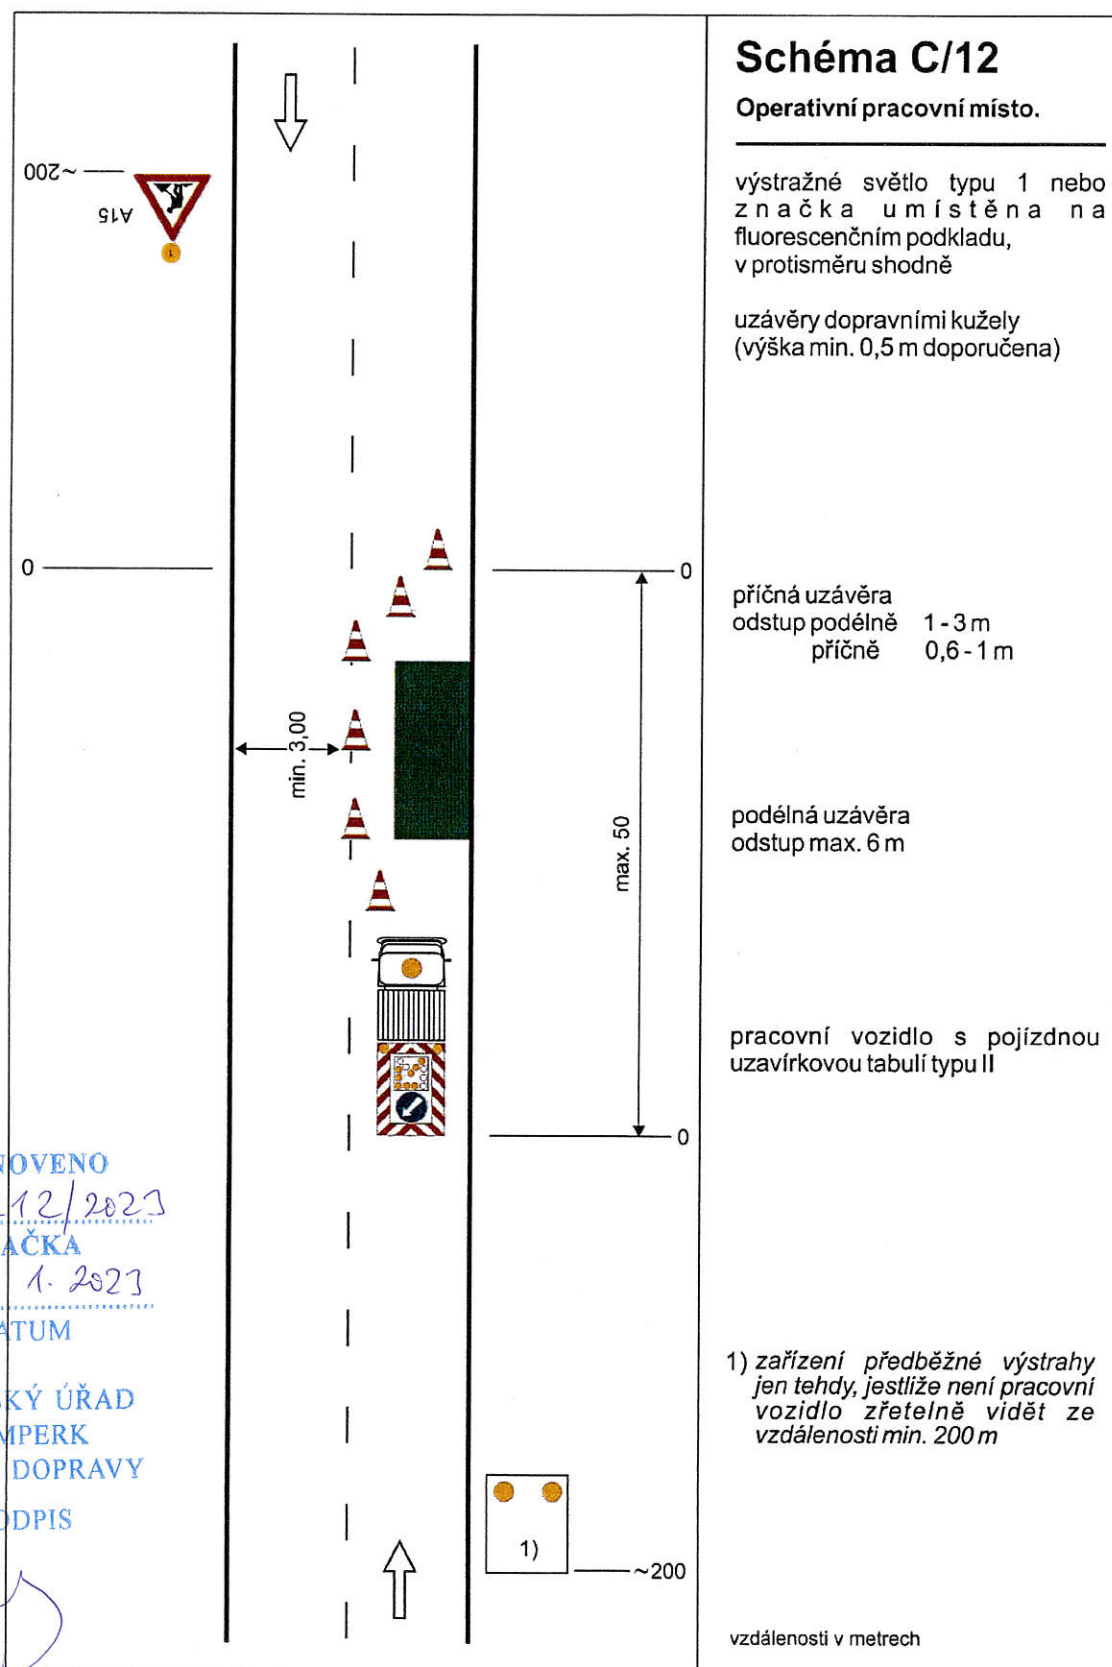 Schéma C/12
Operativní pracovní místo.
výstražné světlo typu 1 nebo
značka umístěna na
fluorescenčním podkladu,
v protisměru shodně
uzávěry dopravními kužely
(výška min. 0,5 m doporučena)
příčná uzávěra
odstup podélně 1 - 3 m
příčně 0,6 - 1 m
podélná uzávěra
odstup max. 6 m
pracovní vozidlo s pojízdnou
uzavírkovou tabulí typu II
1) zařízení předběžné výstrahy
jen tehdy, jestliže není pracovní
vozidlo zřetelně vidět ze
vzdálenosti min. 200 m
vzdálenosti v metrech
~200
A15
1
0
0
min. 3,00
max. 50
0
1)
~200
NOVENO
12/2023
AČKA
1. 2023
ATUM
SKÝ ÚŘAD
MPERK
DOPRAVY
ODPIS